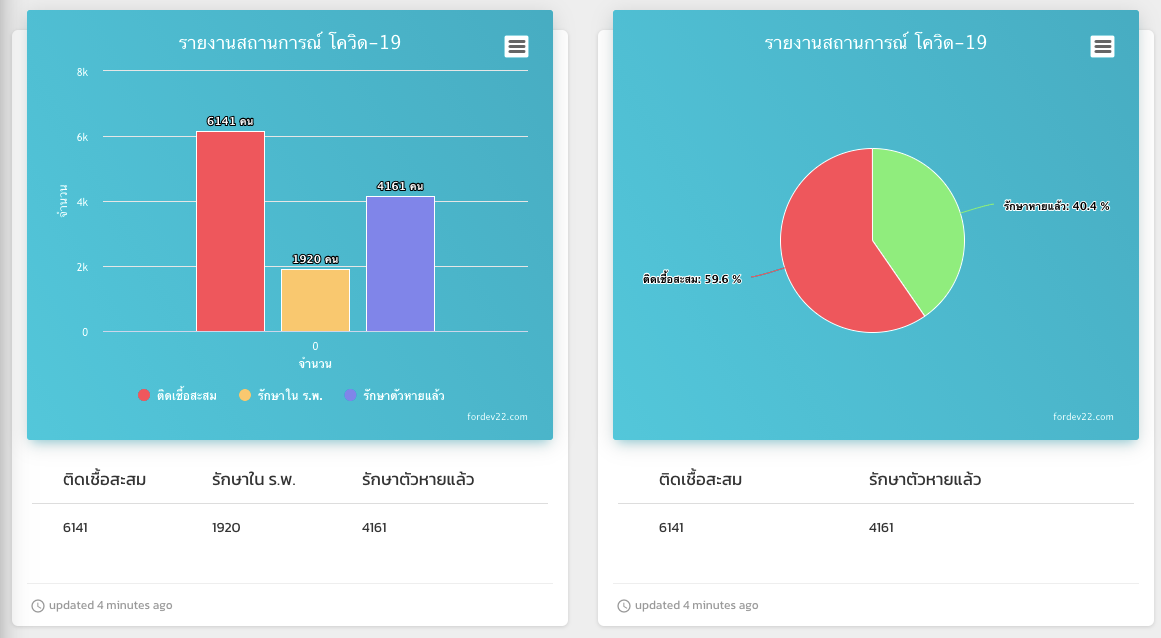 รายงานสถานการณ์ โควิด-19
8k
6k
4k
2k
0
จำนวน
6141 คน
1920 คน
4161 คน
0
จำนวน
ติดเชื้อสะสม รักษาใน ร.พ. รักษาตัวหายแล้ว
fordev22.com
ติดเชื้อสะสม รักษาใน ร.พ. รักษาตัวหายแล้ว
6141 1920 4161
updated 4 minutes ago
รายงานสถานการณ์ โควิด-19
รักษาหายแล้ว: 40.4 %
ติดเชื้อสะสม: 59.6 %
fordev22.com
ติดเชื้อสะสม รักษาตัวหายแล้ว
6141 4161
updated 4 minutes ago